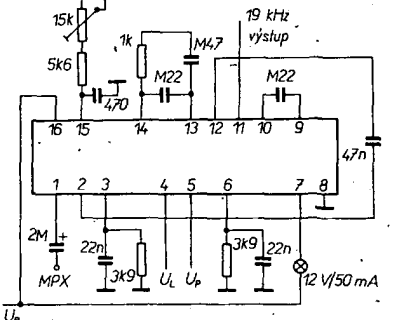 15k
1k
19 kHz
výstup
M47
5k6
M22
M22
470
16 15 14 13 12 11 10 9
47n
1 2 3 4 5 6 7 8
2M +
22n
3k9
3k9
22n
MPX
U_L
U_P
12 V/50 mA
U_P